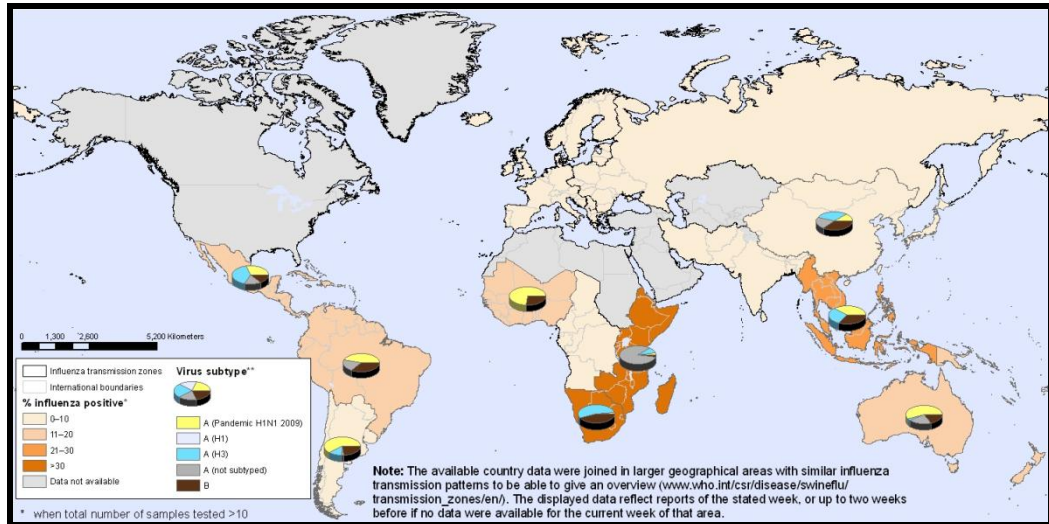 0 1,300 2,600 5,200 Kilometers
Influenza transmission zones
International boundaries
% influenza positive*
0–10
11–20
21–30
>30
Data not available
Virus subtype**
A (Pandemic H1N1 2009)
A (H1)
A (H3)
A (not subtyped)
B
* when total number of samples tested >10
Note: The available country data were joined in larger geographical areas with similar influenza
transmission patterns to be able to give an overview (www.who.int/csr/disease/swineflu/
transmission_zones/en/). The displayed data reflect reports of the stated week, or up to two weeks
before if no data were available for the current week of that area.